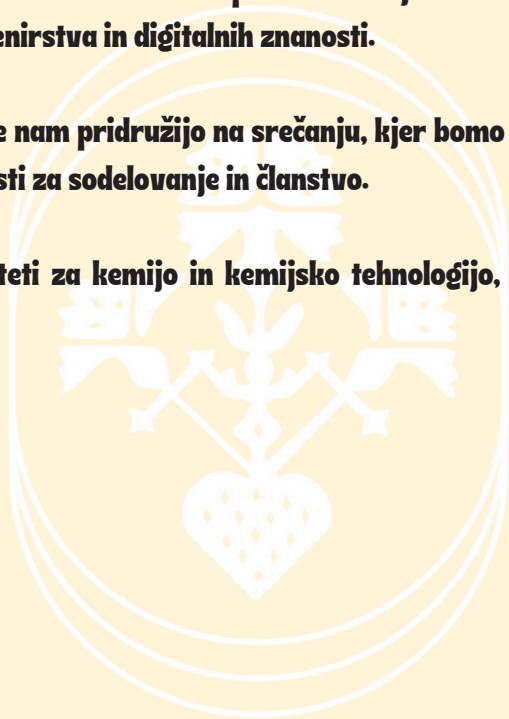 enirstva in digitalnih znanosti.
e nam pridružijo na srečanju, kjer bomo
sti za sodelovanje in članstvo.
teti za kemijo in kemijsko tehnologijo,